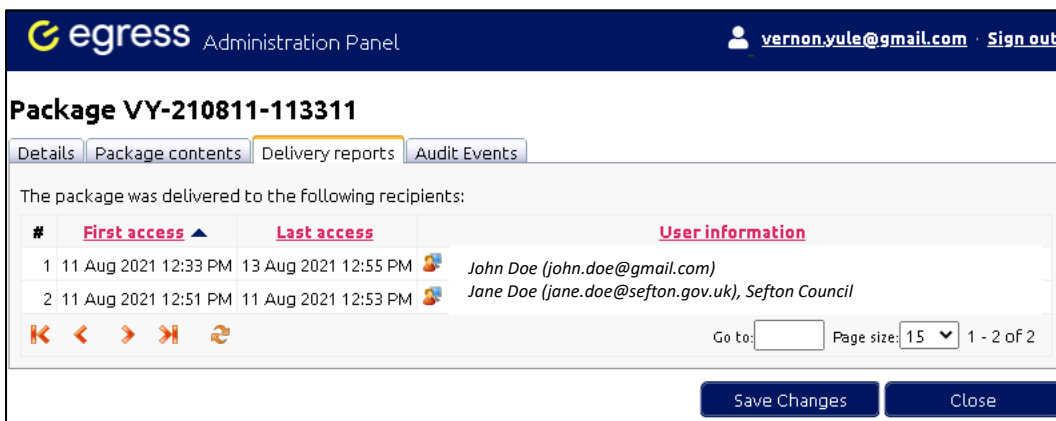 egress Administration Panel vernon.yule@gmail.com · Sign out
Package VY-210811-113311
Details Package contents Delivery reports Audit Events
The package was delivered to the following recipients:
# First access Last access User information
1 11 Aug 2021 12:33 PM 13 Aug 2021 12:55 PM John Doe (john.doe@gmail.com)
2 11 Aug 2021 12:51 PM 11 Aug 2021 12:53 PM Jane Doe (jane.doe@sefton.gov.uk), Sefton Council
Go to: Page size: 15 1 - 2 of 2
Save Changes Close